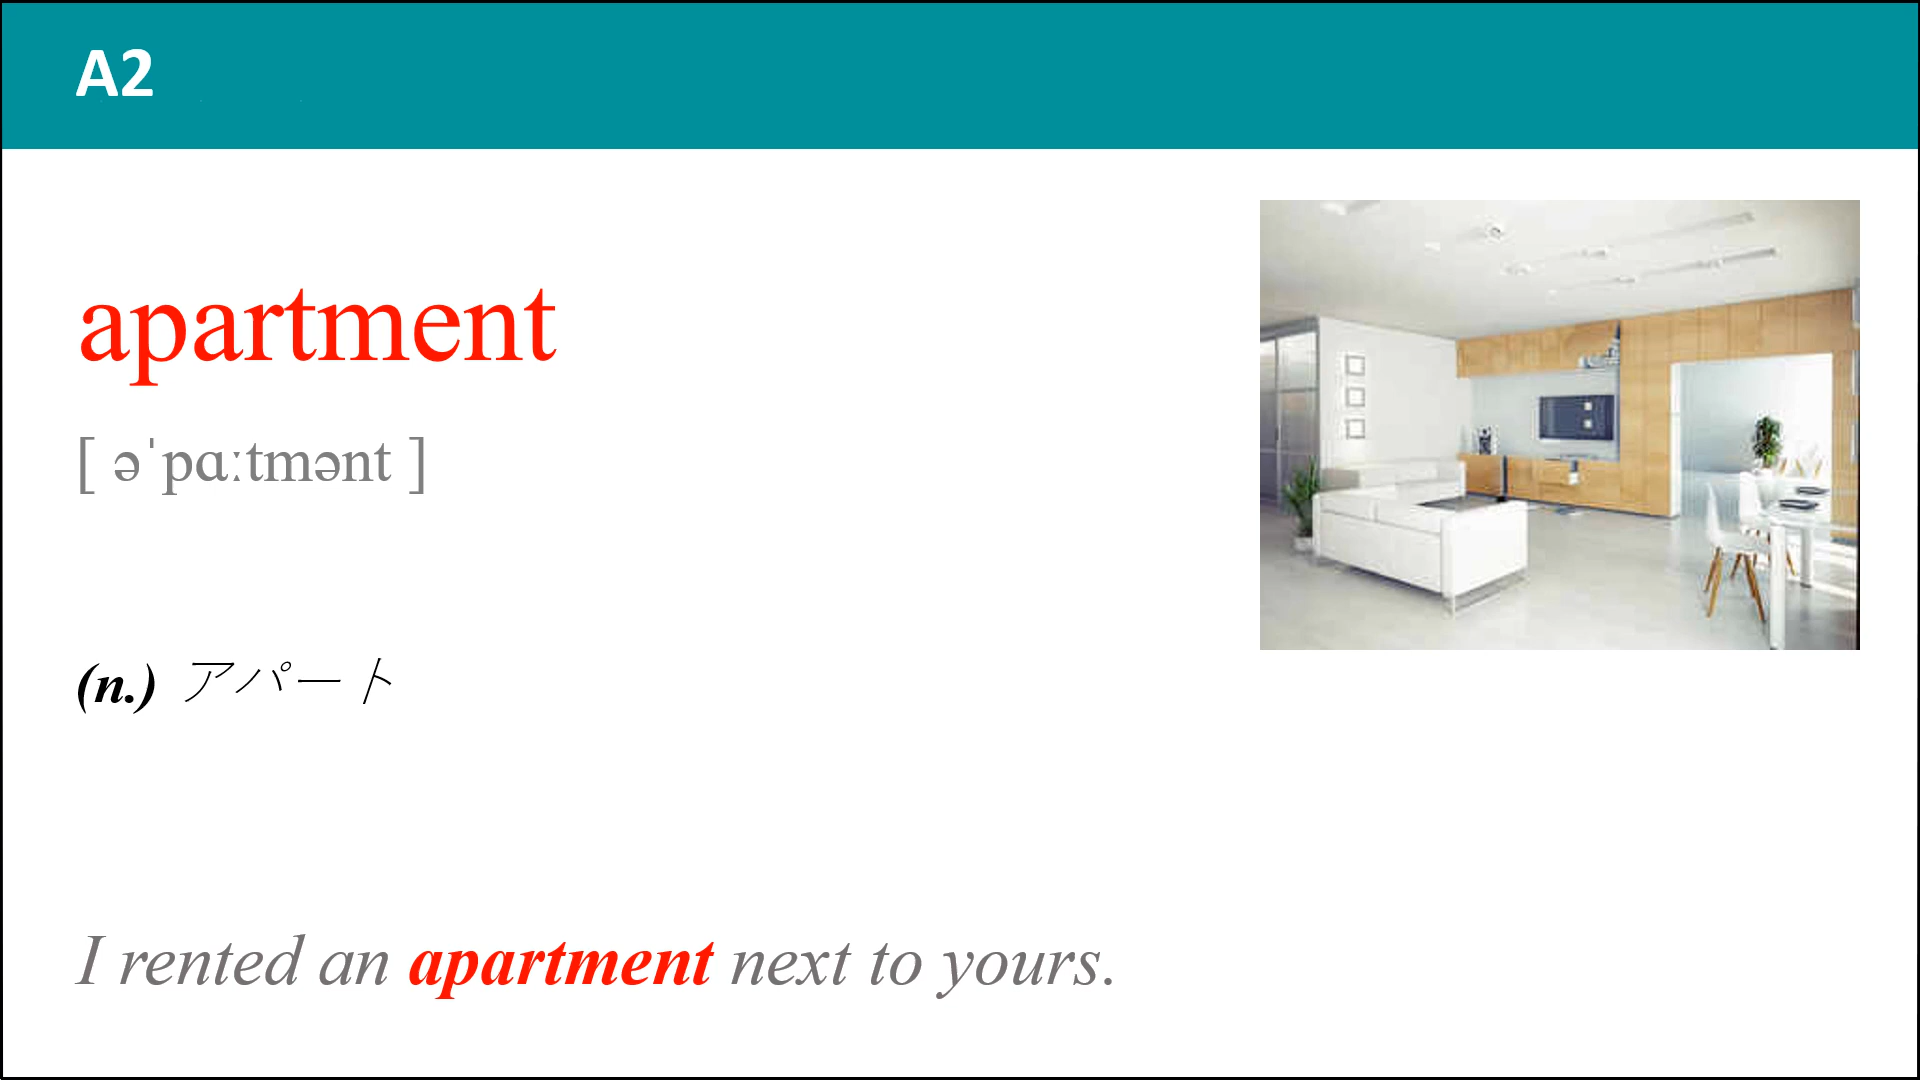 A2
apartment
[ əˈpɑːtmənt ]
(n.) アパート
I rented an apartment next to yours.